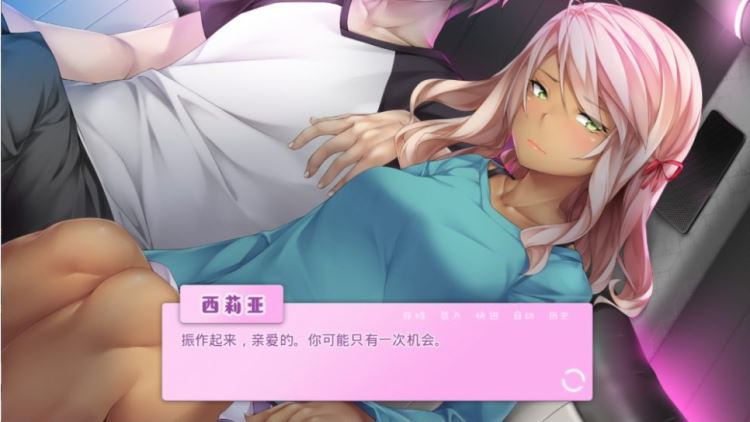 西莉亚
存档 载入 快进 自动 历史
振作起来，亲爱的。你可能只有一次机会。